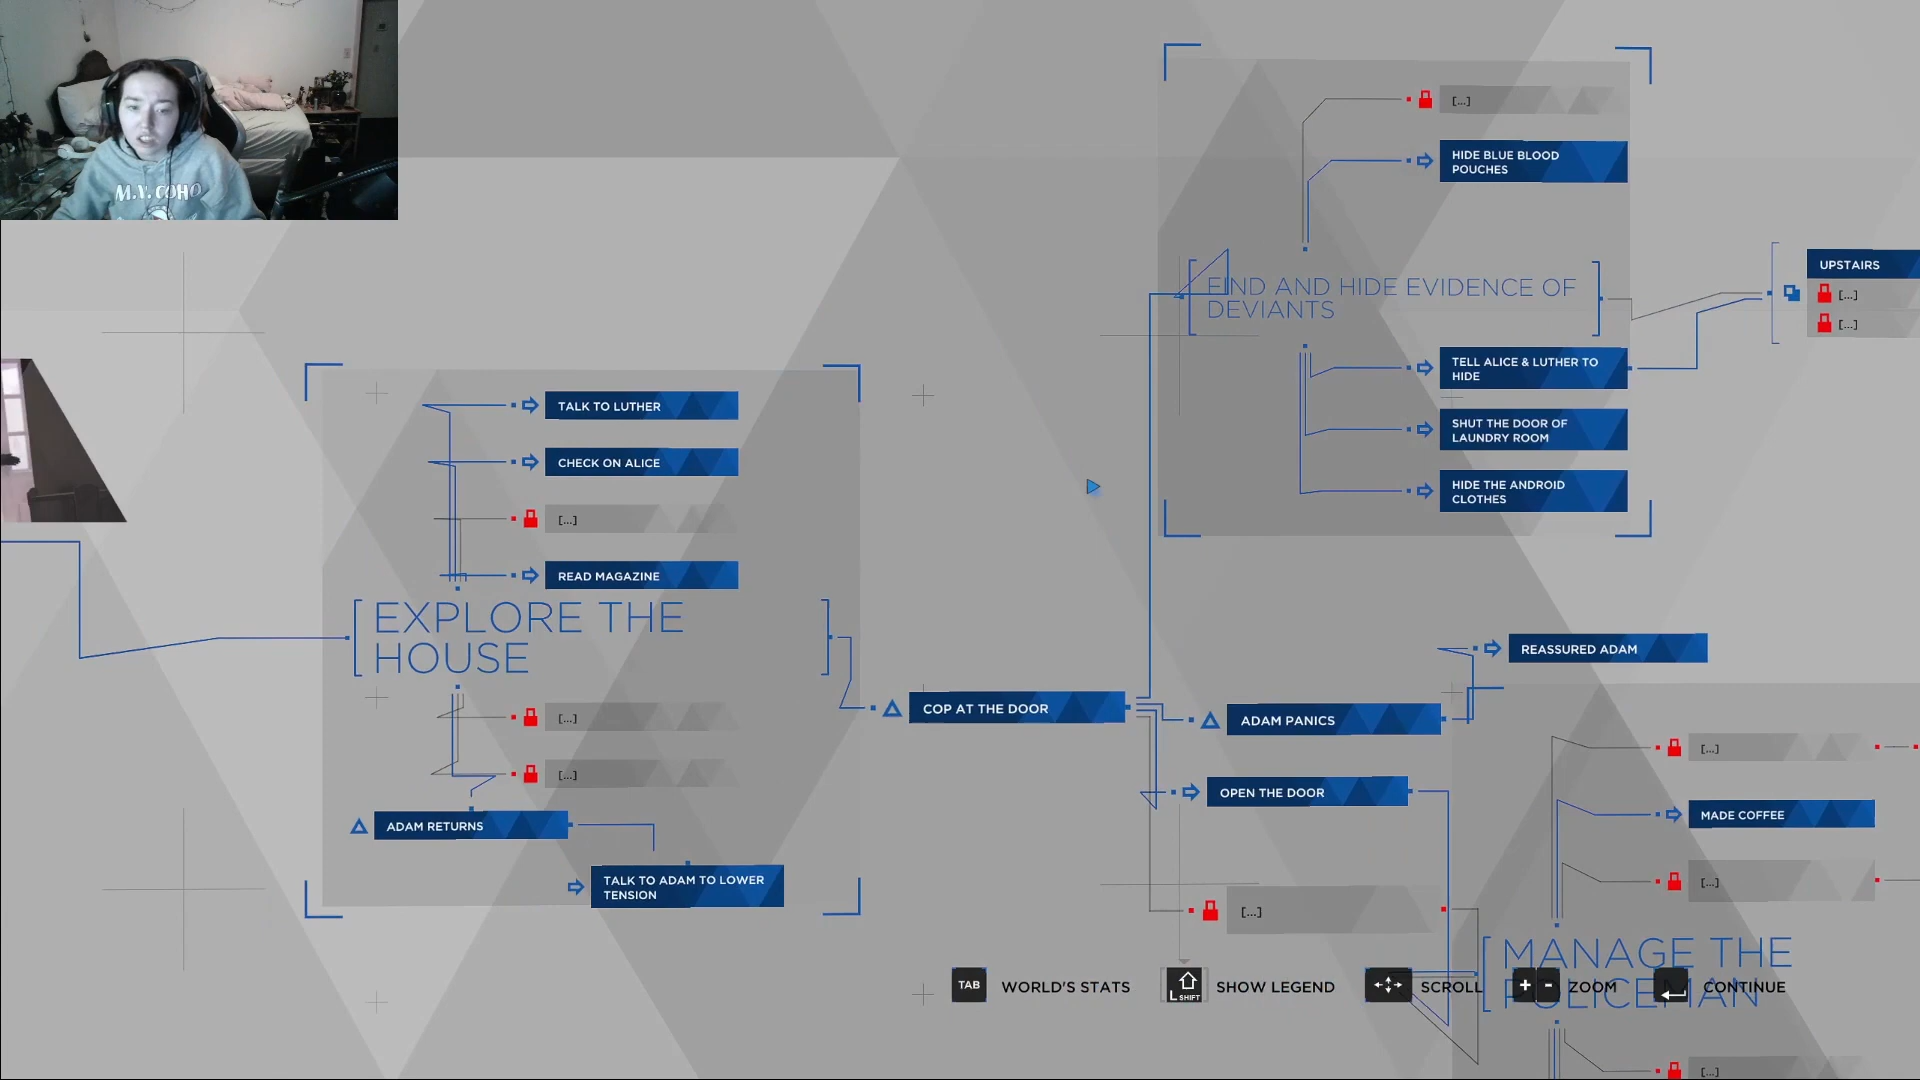 M.V. COHO
[...]
HIDE BLUE BLOOD
POUCHES
FIND AND HIDE EVIDENCE OF
DEVIANTS
UPSTAIRS
[...]
[...]
TELL ALICE & LUTHER TO
HIDE
SHUT THE DOOR OF
LAUNDRY ROOM
HIDE THE ANDROID
CLOTHES
TALK TO LUTHER
CHECK ON ALICE
[...]
READ MAGAZINE
EXPLORE THE
HOUSE
[...]
[...]
ADAM RETURNS
TALK TO ADAM TO LOWER
TENSION
COP AT THE DOOR
REASSURED ADAM
ADAM PANICS
OPEN THE DOOR
[...]
[...]
MADE COFFEE
[...]
MANAGE THE
POLICEMAN
[...]
TAB WORLD'S STATS
L SHIFT SHOW LEGEND
SCROLL
+ - ZOOM
CONTINUE